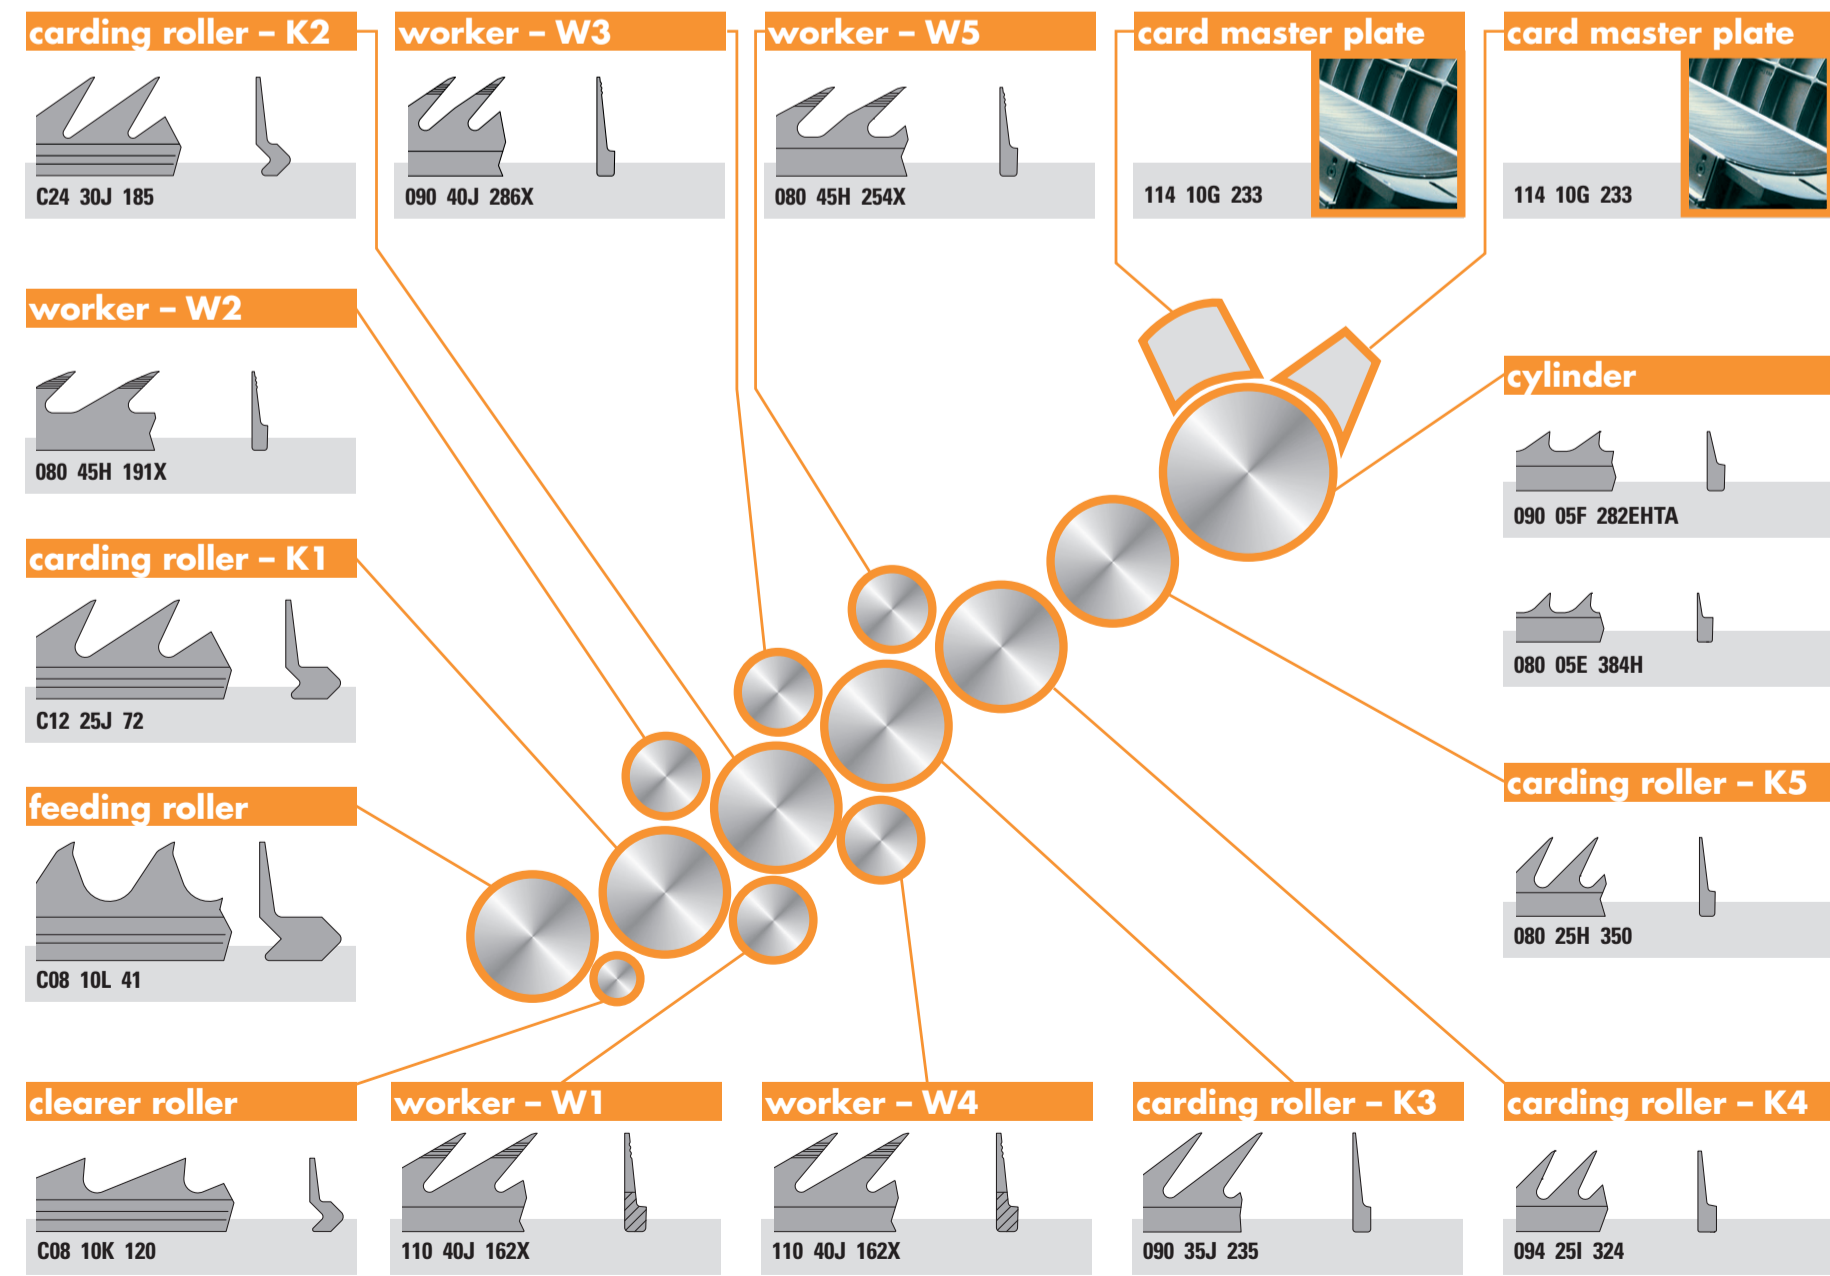 carding roller – K2
C24 30J 185
worker – W3
090 40J 286X
worker – W5
080 45H 254X
card master plate
114 10G 233
card master plate
114 10G 233
worker – W2
080 45H 191X
cylinder
090 05F 282EHTA
080 05E 384H
carding roller – K1
C12 25J 72
feeding roller
C08 10L 41
carding roller – K5
080 25H 350
clearer roller
C08 10K 120
worker – W1
110 40J 162X
worker – W4
110 40J 162X
carding roller – K3
090 35J 235
carding roller – K4
094 25I 324